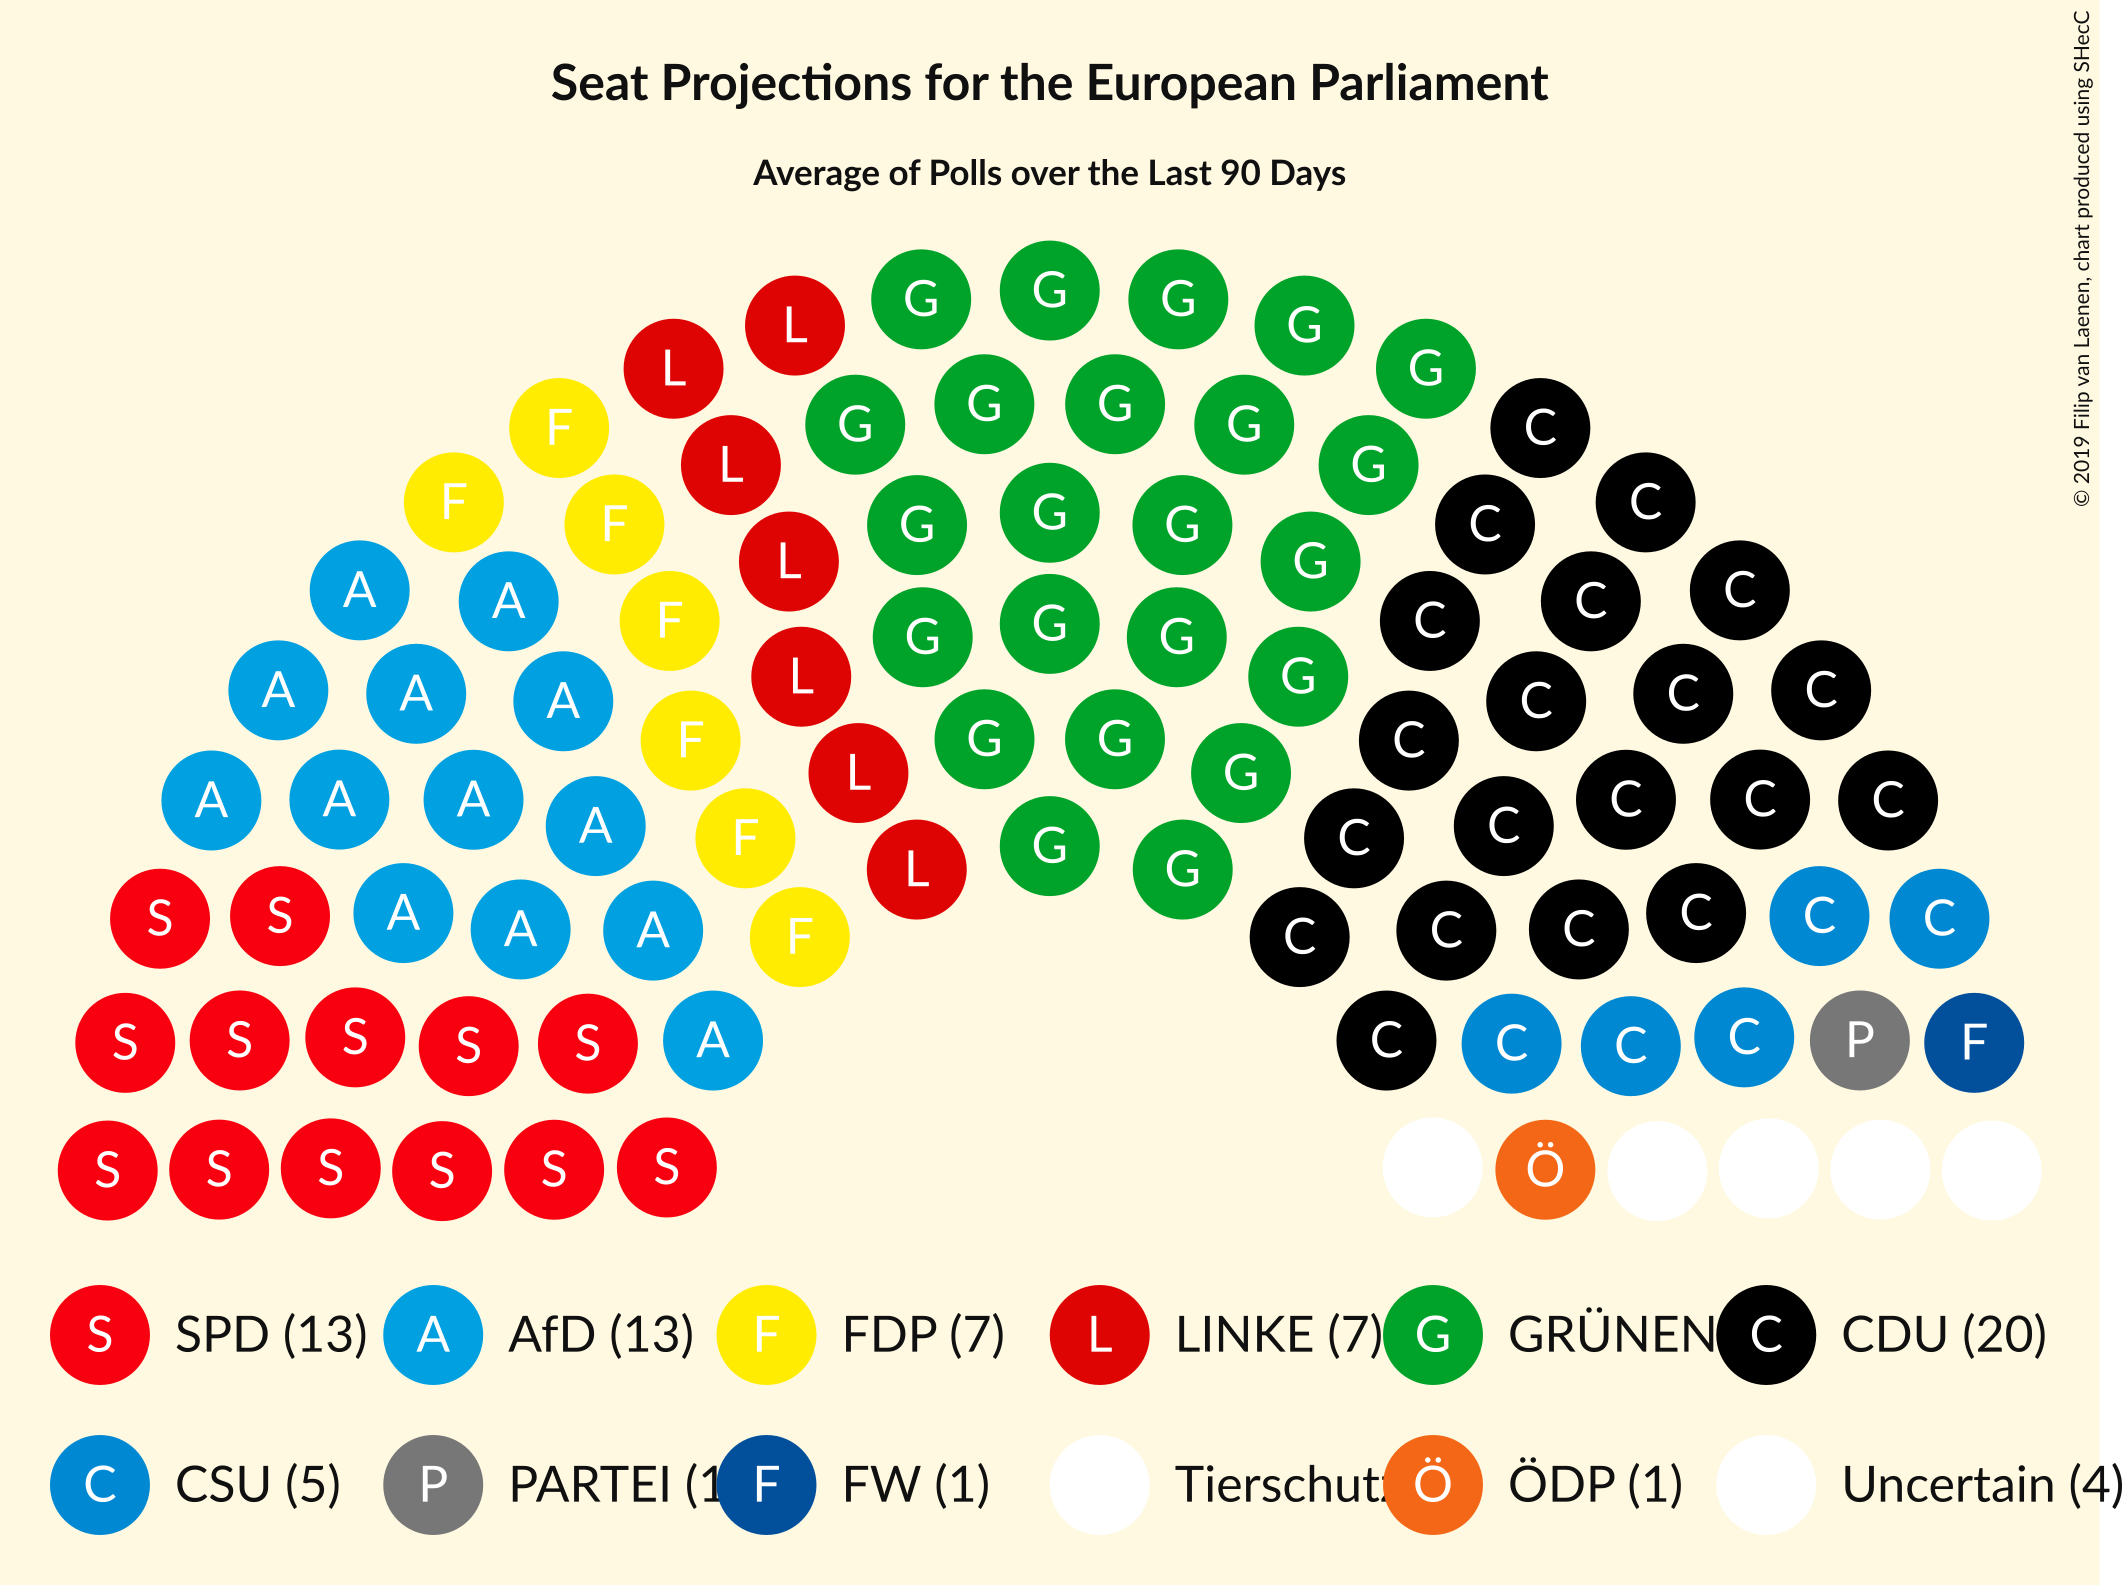 Seat Projections for the European Parliament
Average of Polls over the Last 90 Days
© 2019 Filip van Laenen, chart produced using SHecC
G G G G G
L L G G G G G C
L G G G G C C
F F F L G C C C
A A F L G G G G C C C
A A A F L G G C C C C
A A A A F L G G G C C C C C
S S A A A F L G G C C C C C C
S S S S S A C C C C P F
S S S S S S Ö
S SPD (13) A AfD (13) F FDP (7) L LINKE (7) G GRÜNEN C CDU (20)
C CSU (5) P PARTEI (1 F FW (1) Tierschutz Ö ÖDP (1) Uncertain (4)